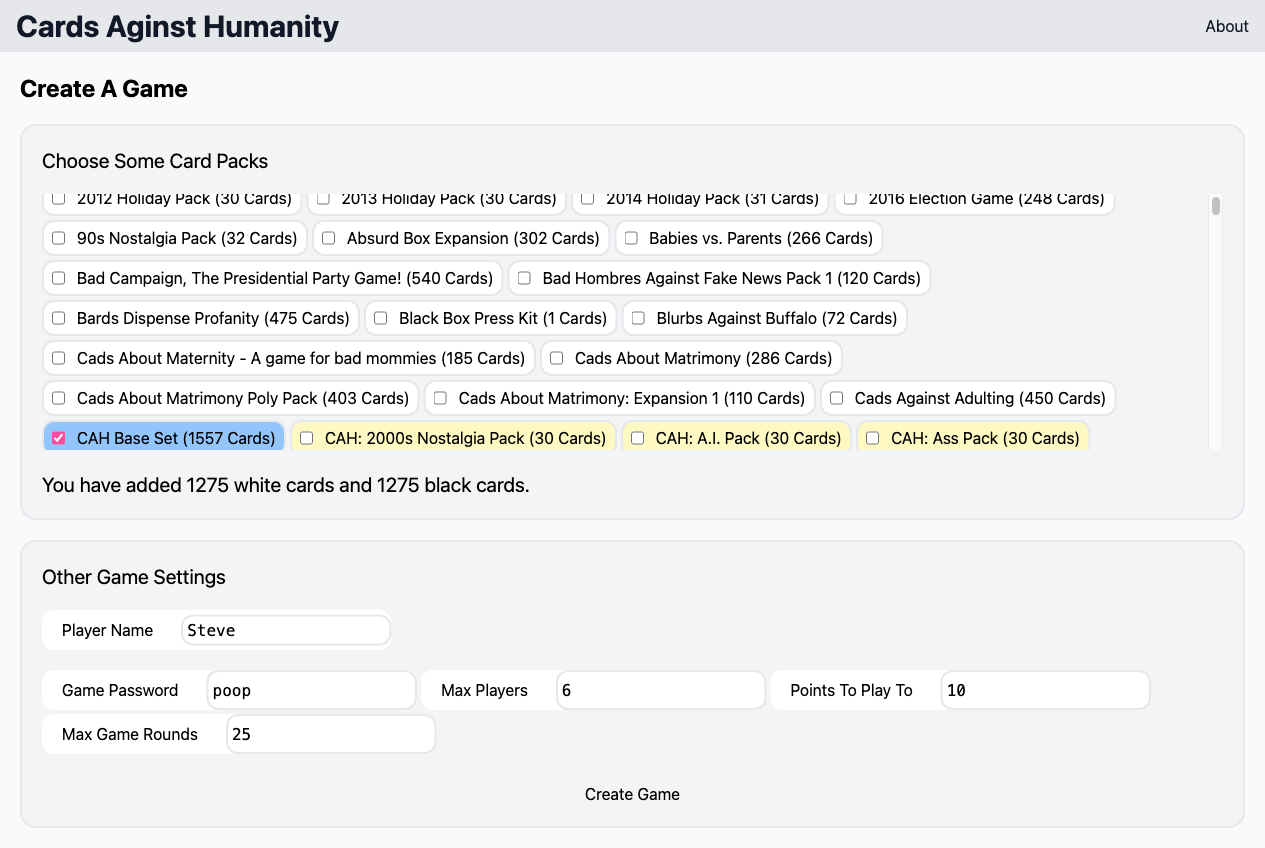 Cards Aginst Humanity About
Create A Game
Choose Some Card Packs
2012 Holiday Pack (30 Cards) 2013 Holiday Pack (30 Cards) 2014 Holiday Pack (31 Cards) 2016 Election Game (248 Cards)
90s Nostalgia Pack (32 Cards) Absurd Box Expansion (302 Cards) Babies vs. Parents (266 Cards)
Bad Campaign, The Presidential Party Game! (540 Cards) Bad Hombres Against Fake News Pack 1 (120 Cards)
Bards Dispense Profanity (475 Cards) Black Box Press Kit (1 Cards) Blurbs Against Buffalo (72 Cards)
Cads About Maternity - A game for bad mommies (185 Cards) Cads About Matrimony (286 Cards)
Cads About Matrimony Poly Pack (403 Cards) Cads About Matrimony: Expansion 1 (110 Cards) Cads Against Adulting (450 Cards)
CAH Base Set (1557 Cards) CAH: 2000s Nostalgia Pack (30 Cards) CAH: A.I. Pack (30 Cards) CAH: Ass Pack (30 Cards)
You have added 1275 white cards and 1275 black cards.
Other Game Settings
Player Name Steve
Game Password poop Max Players 6 Points To Play To 10
Max Game Rounds 25
Create Game